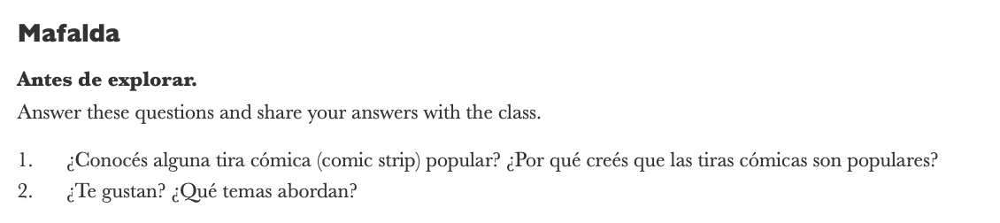 Mafalda
Antes de explorar.
Answer these questions and share your answers with the class.
1. ¿Conocés alguna tira cómica (comic strip) popular? ¿Por qué creés que las tiras cómicas son populares?
2. ¿Te gustan? ¿Qué temas abordan?